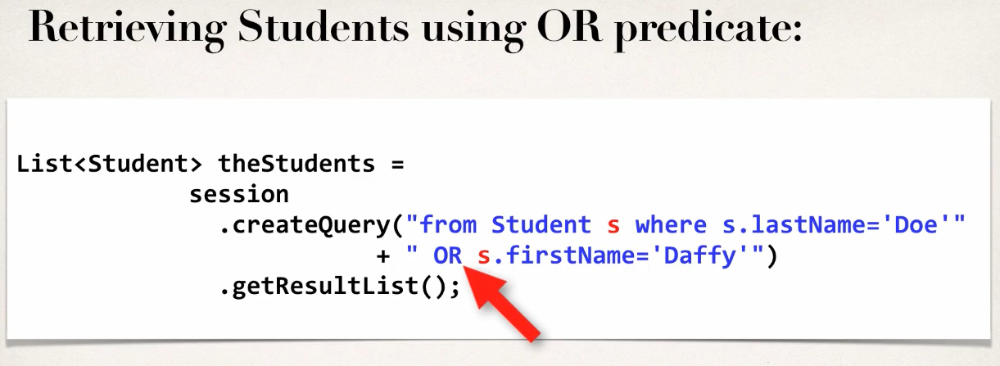 Retrieving Students using OR predicate:
List<Student> theStudents =
session
.createQuery("from Student s where s.lastName='Doe'"
+ " OR s.firstName='Daffy'")
.getResultList();